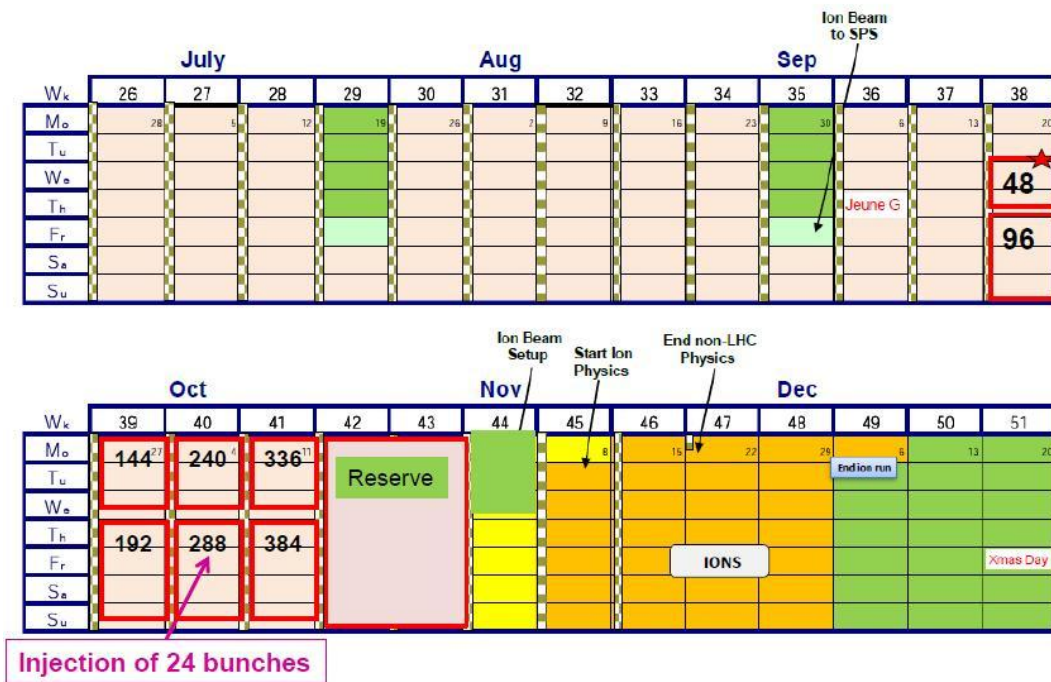 Ion Beam
to SPS
July Aug Sep
Wk 26 27 28 29 30 31 32 33 34 35 36 37 38
Mo 28 5 12 19 26 2 9 16 23 30 6 13 20
Tu
We 48
Th Jeune G
Fr 96
Sa
Su
Ion Beam
Setup
Start Ion
Physics
End non-LHC
Physics
Oct Nov Dec
Wk 39 40 41 42 43 44 45 46 47 48 49 50 51
Mo 144 27 240 4 336 11 8 15 22 29 6 13 20
Tu Reserve End ion run
We
Th 192 288 384
Fr IONS Xmas Day
Sa
Su
Injection of 24 bunches